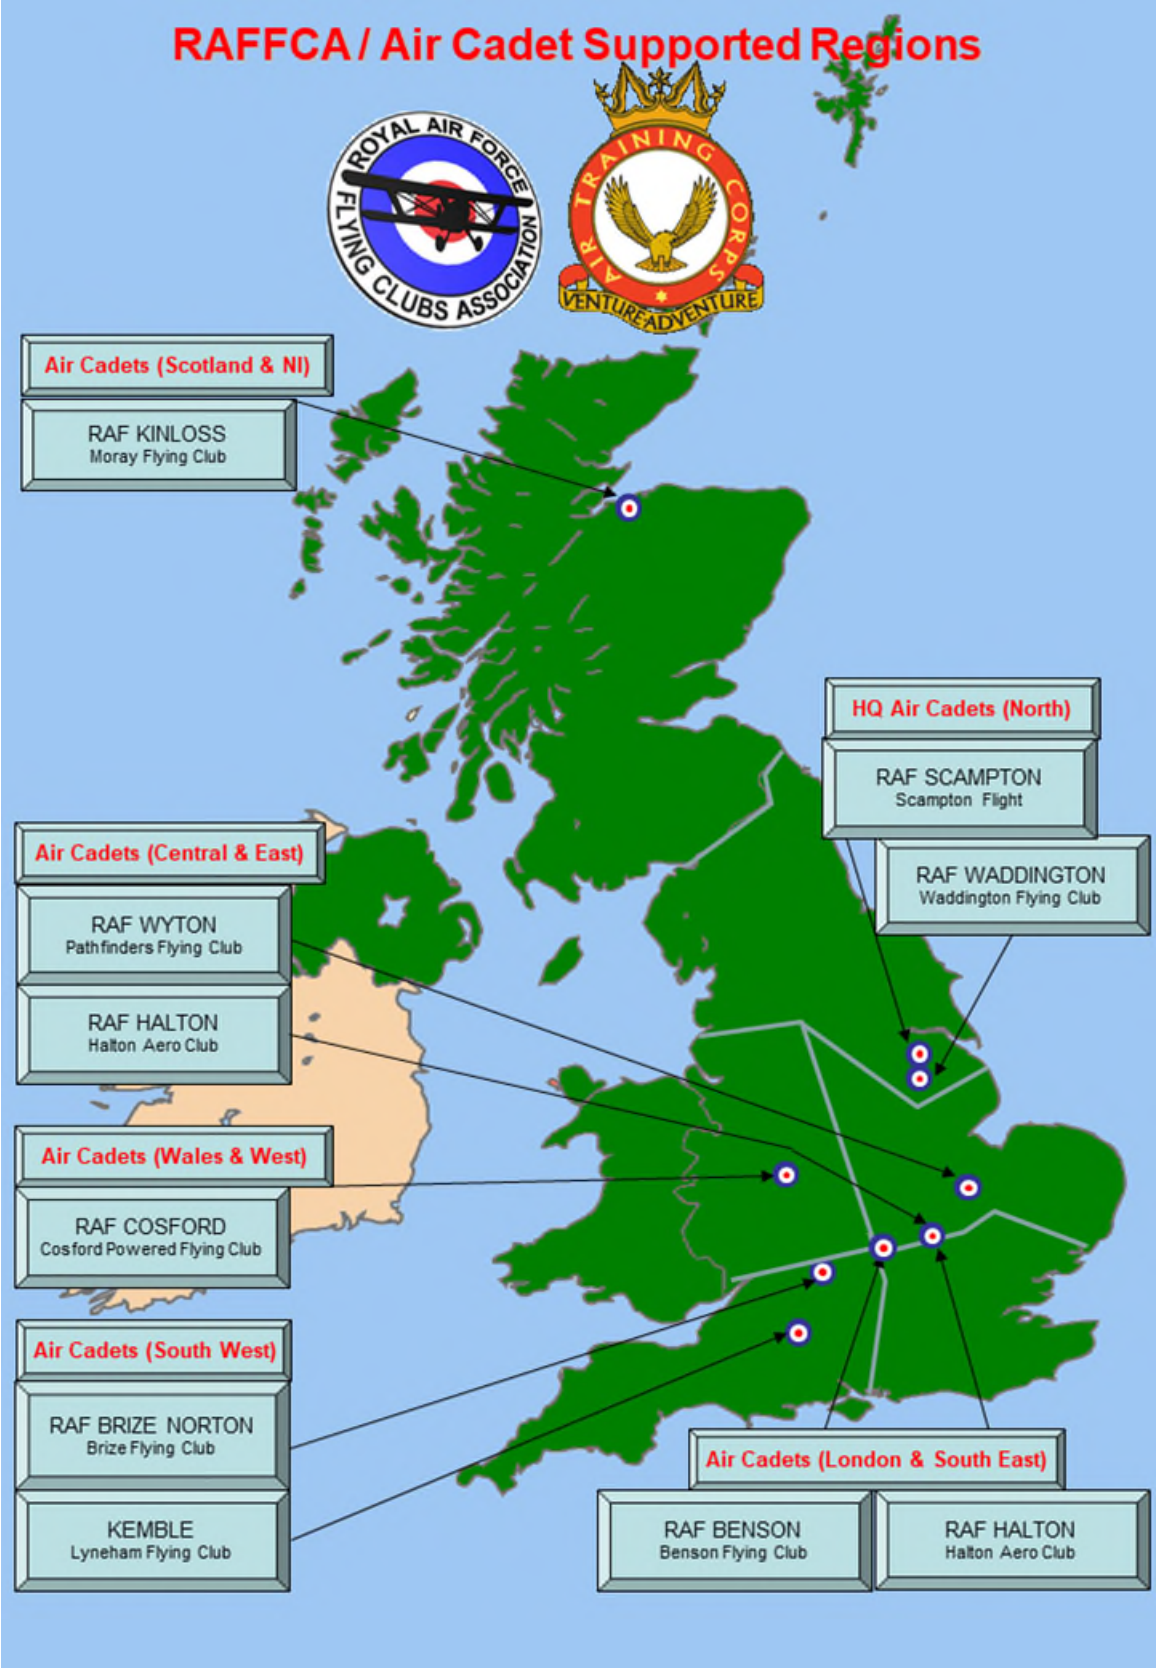 RAFFCA / Air Cadet Supported Regions
ROYAL AIR FORCE
FLYING CLUBS ASSOCIATION
AIR TRAINING CORPS
VENTURE ADVENTURE
Air Cadets (Scotland & NI)
RAF KINLOSS
Moray Flying Club
HQ Air Cadets (North)
RAF SCAMPTON
Scampton Flight
RAF WADDINGTON
Waddington Flying Club
Air Cadets (Central & East)
RAF WYTON
Pathfinders Flying Club
RAF HALTON
Halton Aero Club
Air Cadets (Wales & West)
RAF COSFORD
Cosford Powered Flying Club
Air Cadets (South West)
RAF BRIZE NORTON
Brize Flying Club
KEMBLE
Lyneham Flying Club
Air Cadets (London & South East)
RAF BENSON
Benson Flying Club
RAF HALTON
Halton Aero Club